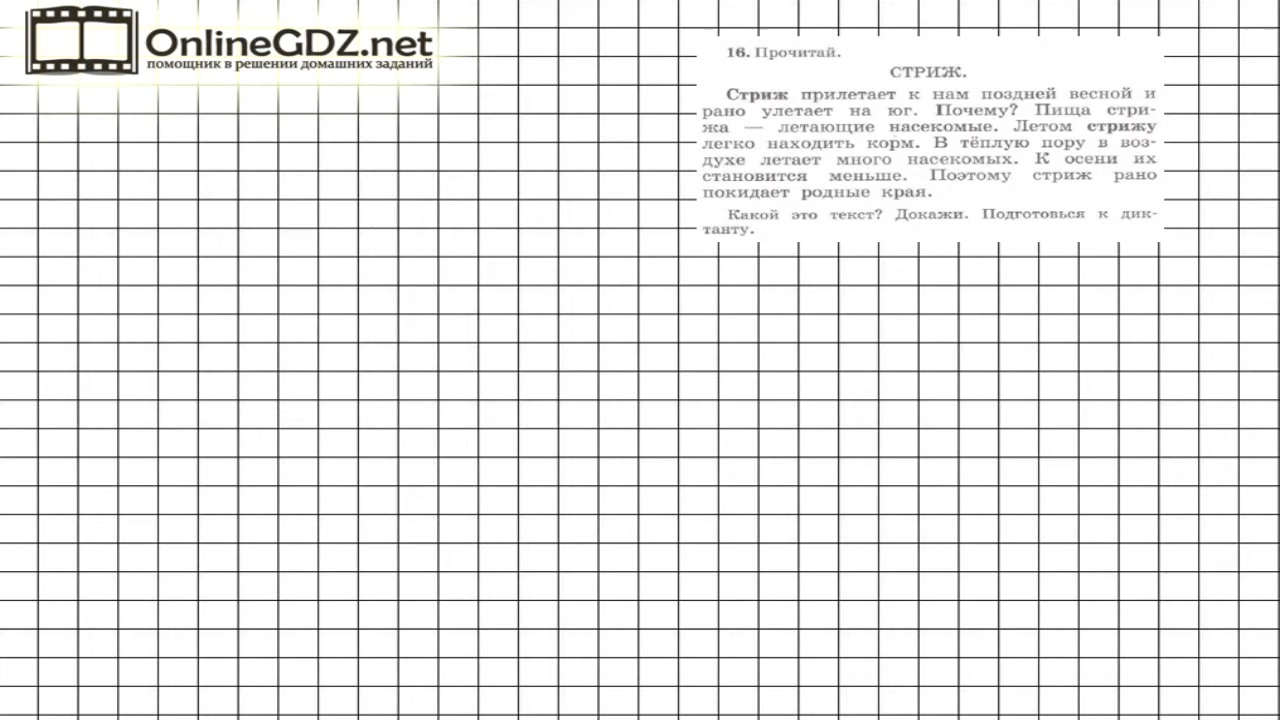 OnlineGDZ.net
помощник в решении домашних заданий
16. Прочитай.
СТРИЖ.
Стриж прилетает к нам поздней весной и
рано улетает на юг. Почему? Пища стри-
жа — летающие насекомые. Летом стрижу
легко находить корм. В тёплую пору в воз-
духе летает много насекомых. К осени их
становится меньше. Поэтому стриж рано
покидает родные края.
Какой это текст? Докажи. Подготовься к дик-
танту.